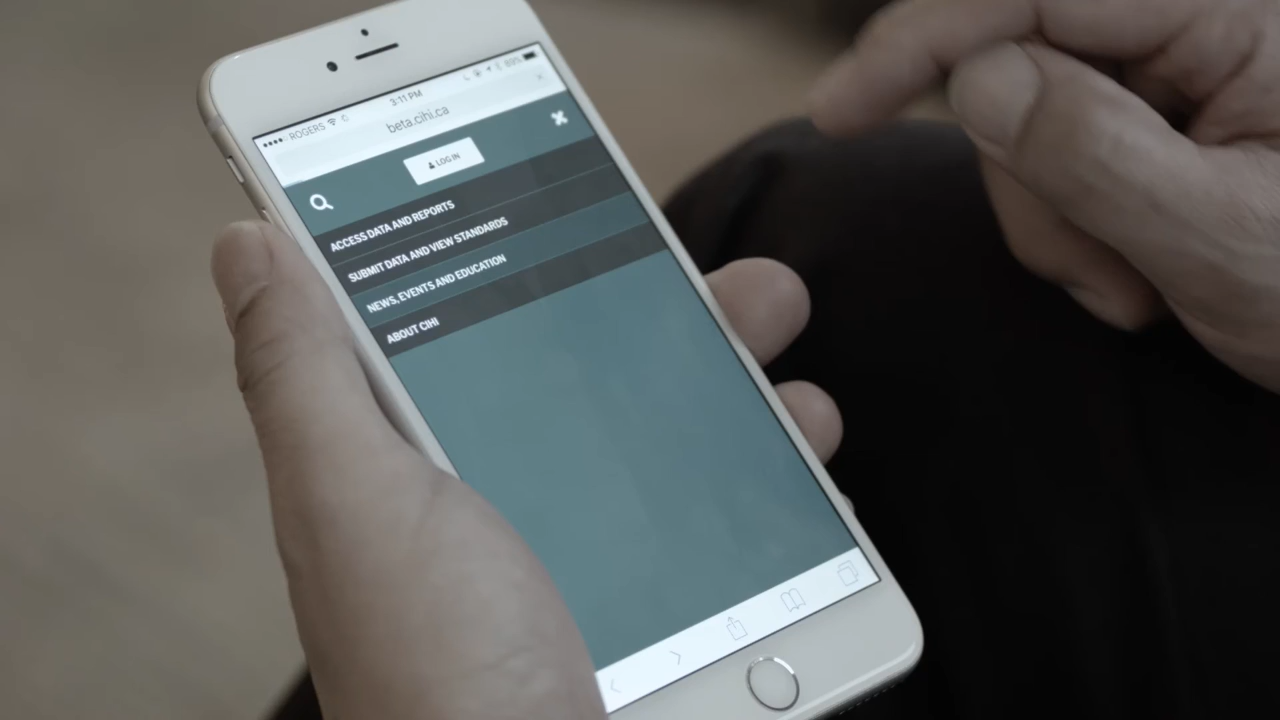 ROGERS 3:11 PM 89%
beta.cihi.ca
LOG IN
ACCESS DATA AND REPORTS
SUBMIT DATA AND VIEW STANDARDS
NEWS, EVENTS AND EDUCATION
ABOUT CIHI